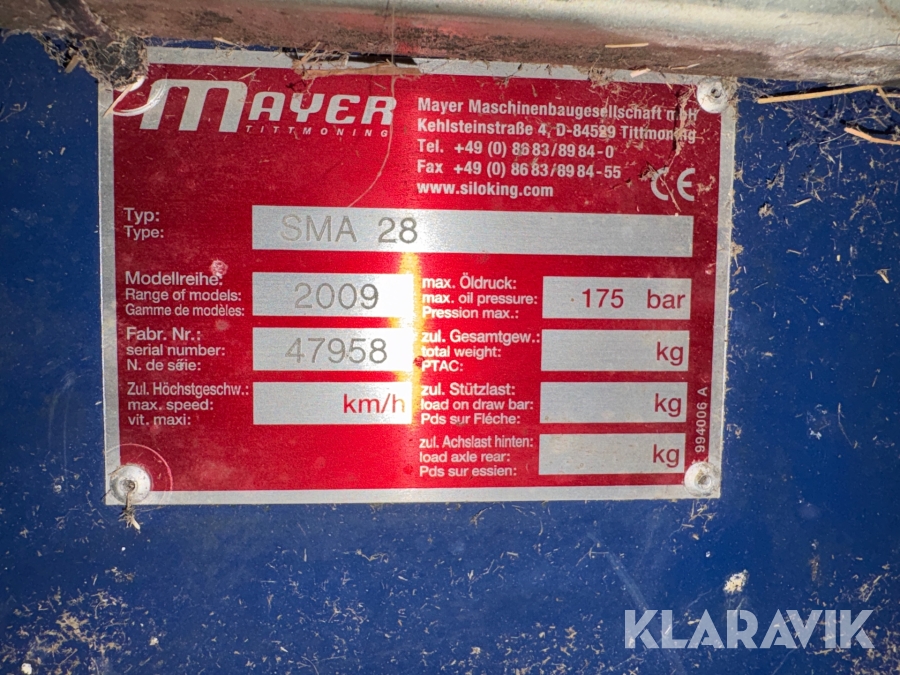 MAYER
TITTMONING
Mayer Maschinenbaugesellschaft mbH
Kehlsteinstraße 4, D-84529 Tittmoning
Tel. +49 (0) 86 83/89 84-0
Fax +49 (0) 86 83/89 84-55
www.siloking.com
CE
Typ:
Type:
SMA 28
Modellreihe:
Range of models:
Gamme de modèles:
2009
max. Öldruck:
max. oil pressure:
Pression max.:
175 bar
Fabr. Nr.:
serial number:
N. de série:
47958
zul. Gesamtgew.:
total weight:
PTAC:
kg
Zul. Höchstgeschw.:
max. speed:
vit. maxi:
km/h
zul. Stützlast:
load on draw bar:
Pds sur Fléche:
kg
zul. Achslast hinten:
load axle rear:
Pds sur essien:
kg
994006 A
KLARAVIK